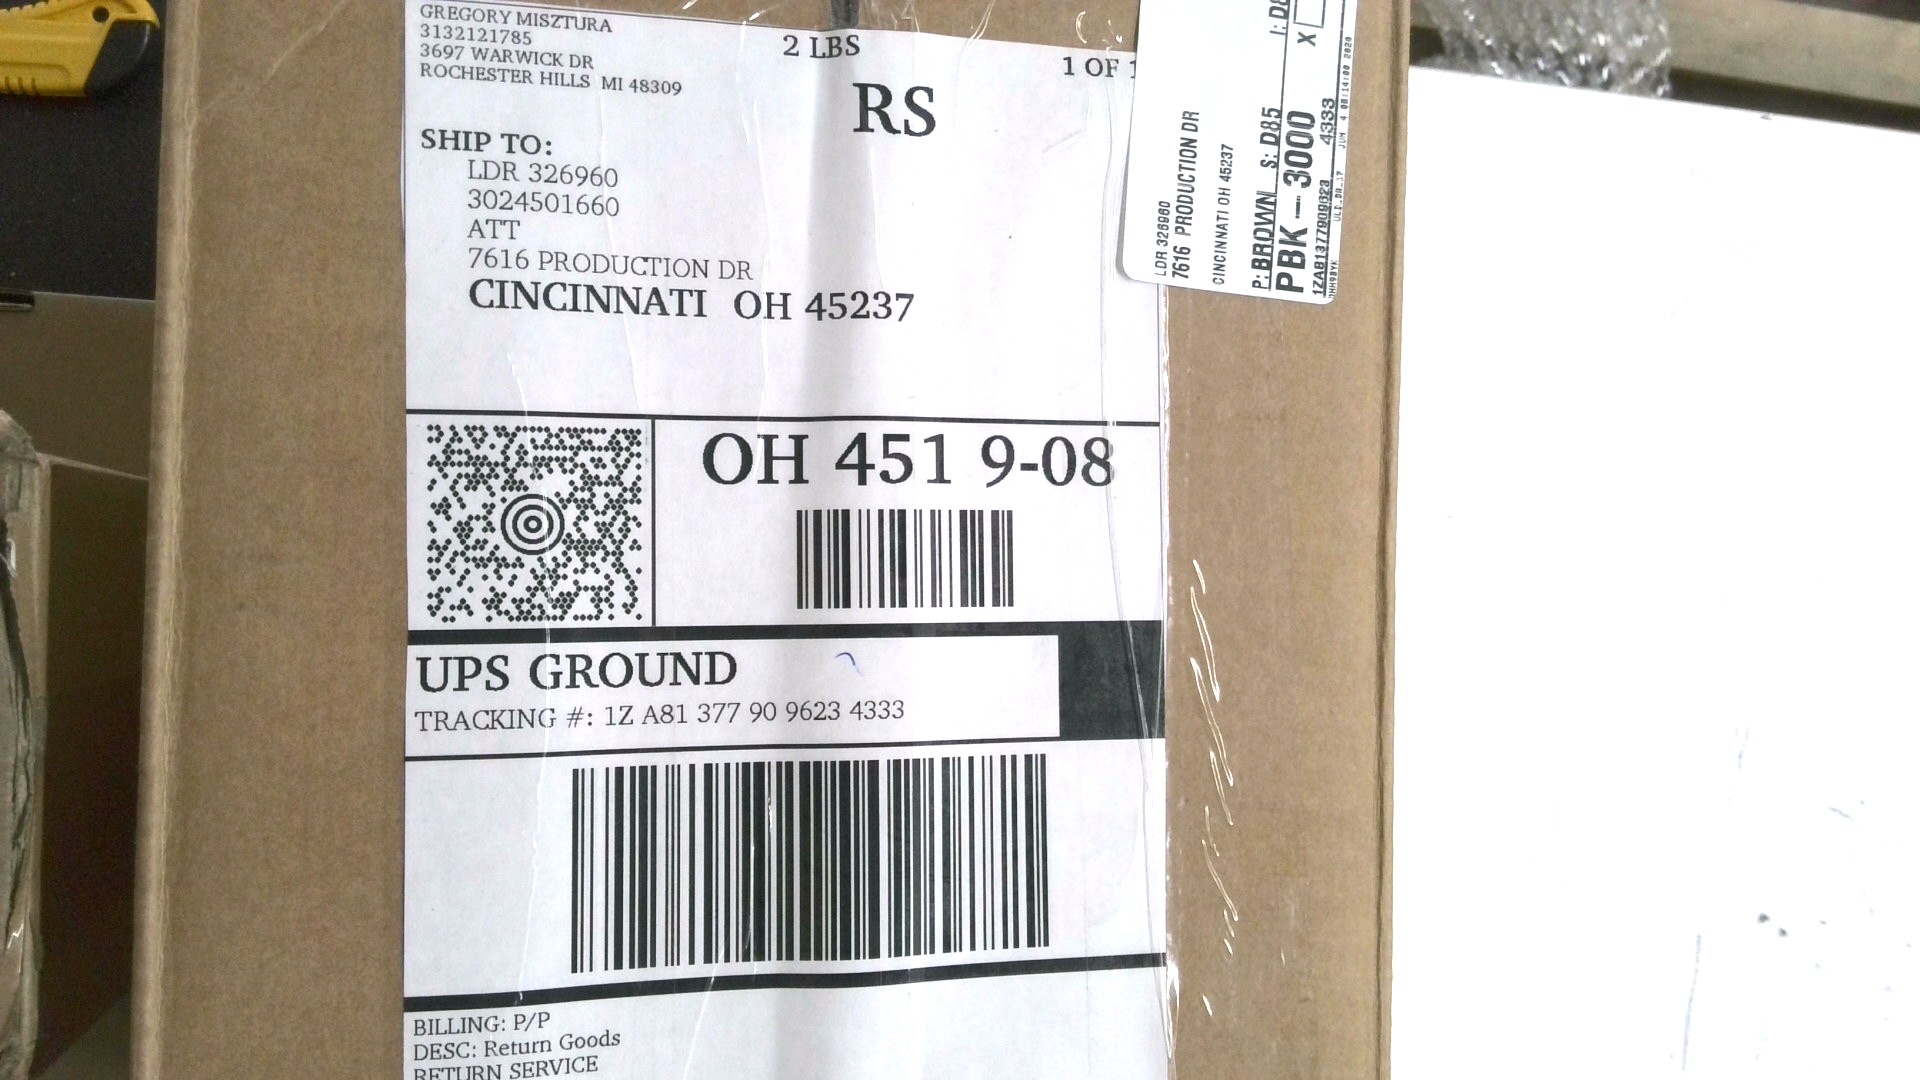 GREGORY MISZTURA
3132121785
3697 WARWICK DR
ROCHESTER HILLS MI 48309
2 LBS
1 OF 1
RS
SHIP TO:
LDR 326960
3024501660
ATT
7616 PRODUCTION DR
CINCINNATI OH 45237
OH 451 9-08
UPS GROUND
TRACKING #: 1Z A81 377 90 9623 4333
BILLING: P/P
DESC: Return Goods
RETURN SERVICE
LDR 326960
7616 PRODUCTION DR
CINCINNATI OH 45237
P: BROWN S: D85
PBK-3000
1ZA813779096234333
X